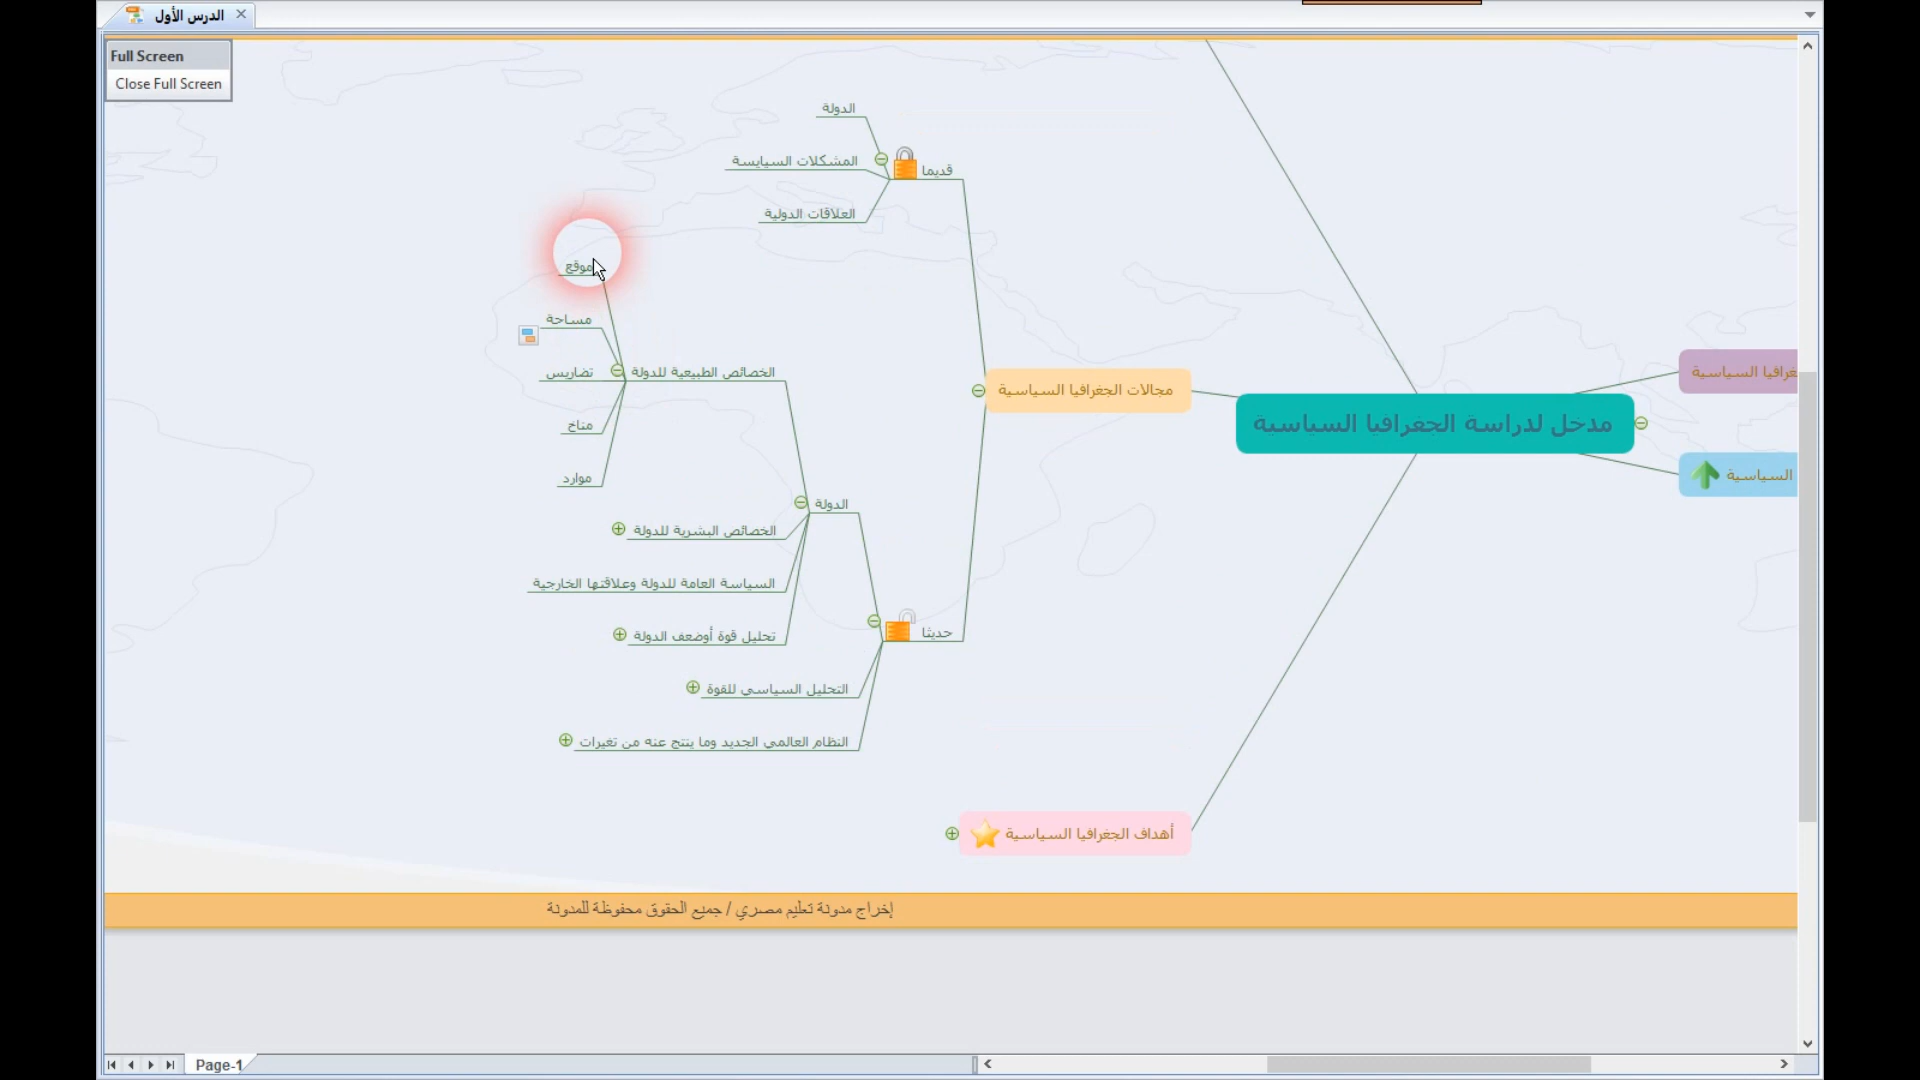 الدرس الأول
Full Screen
Close Full Screen
الدولة
المشكلات السيايسة
قديما
العلاقات الدولية
موقع
مساحة
تضاريس
الخصائص الطبيعية للدولة
مناخ
موارد
مجالات الجغرافيا السياسية
مدخل لدراسة الجغرافيا السياسية
السياسية
السياسية
الدولة
الخصائص البشرية للدولة
السياسة العامة للدولة وعلاقتها الخارجية
تحليل قوة أوضعف الدولة
حديثا
التحليل السياسي للقوة
النظام العالمي الجديد وما ينتج عنه من تغيرات
أهداف الجغرافيا السياسية
إخراج مدونة تعليم مصري / جميع الحقوق محفوظة للمدونة
Page-1